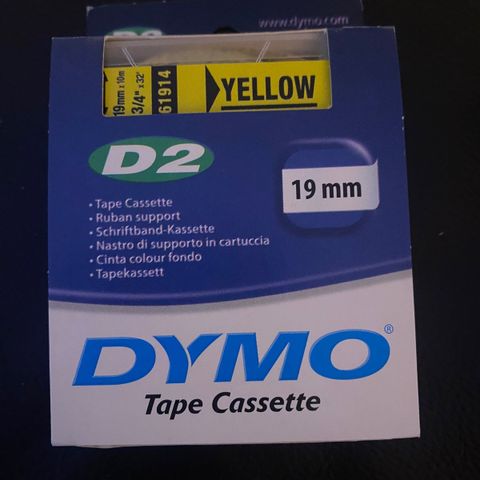 www.dymo.com
19mm x 10m
3/4" x 32'
61914
YELLOW
D2
19 mm
• Tape Cassette
• Ruban support
• Schriftband-Kassette
• Nastro di supporto in cartuccia
• Cinta colour fondo
• Tapekassett
DYMO®
Tape Cassette